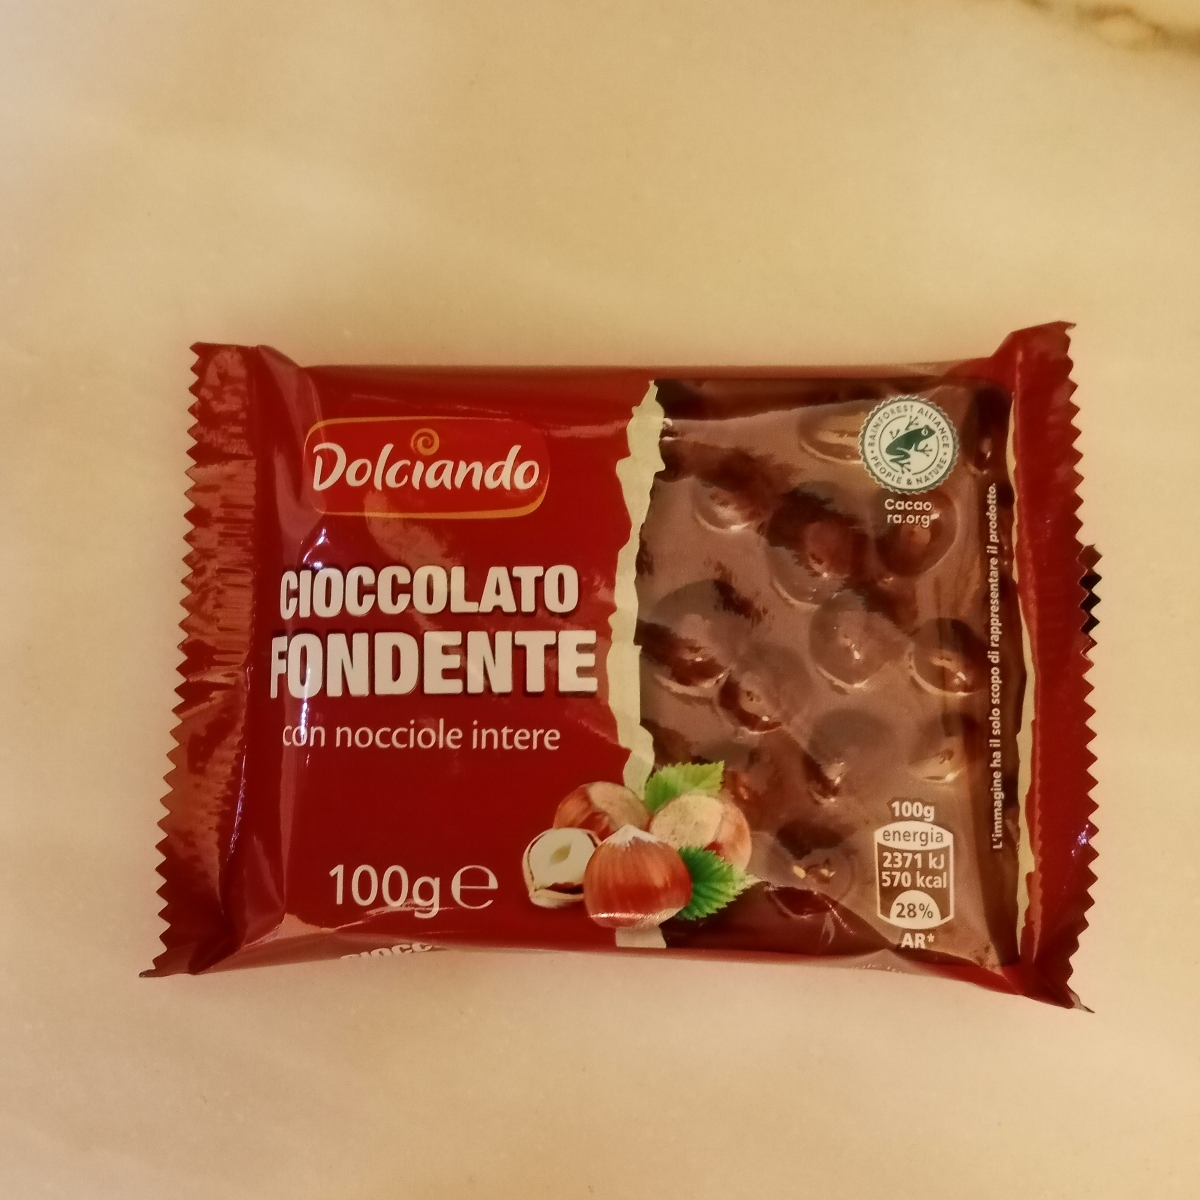 Dolciando
CIOCCOLATO
FONDENTE
con nocciole intere
100g ℮
RAINFOREST ALLIANCE
PEOPLE & NATURE
Cacao
ra.org
L'immagine ha il solo scopo di rappresentare il prodotto.
100g
energia
2371 kJ
570 kcal
28%
AR*